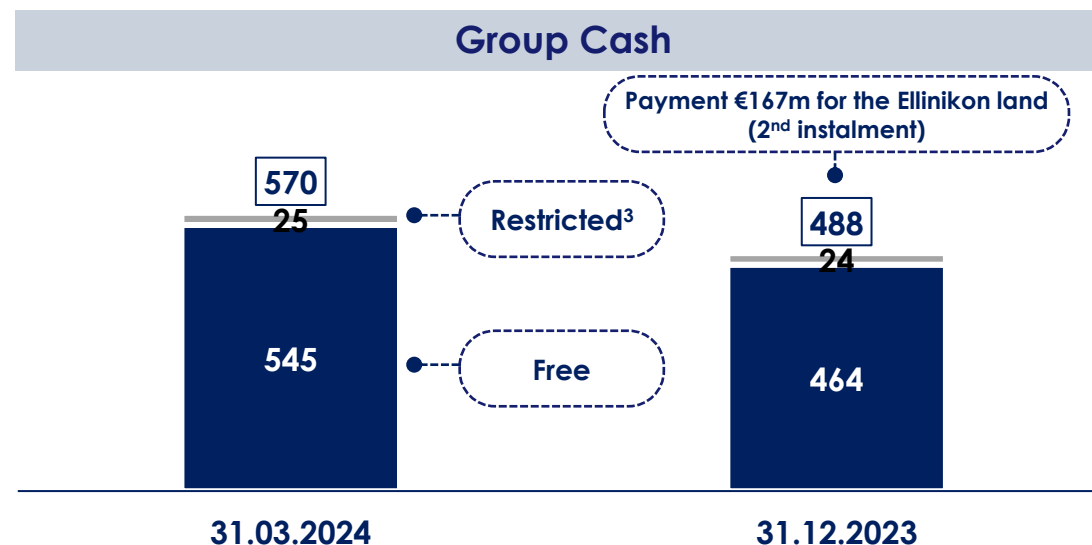 Group Cash
Payment €167m for the Ellinikon land
(2nd instalment)
570
25
Restricted3
488
24
545
Free
464
31.03.2024
31.12.2023